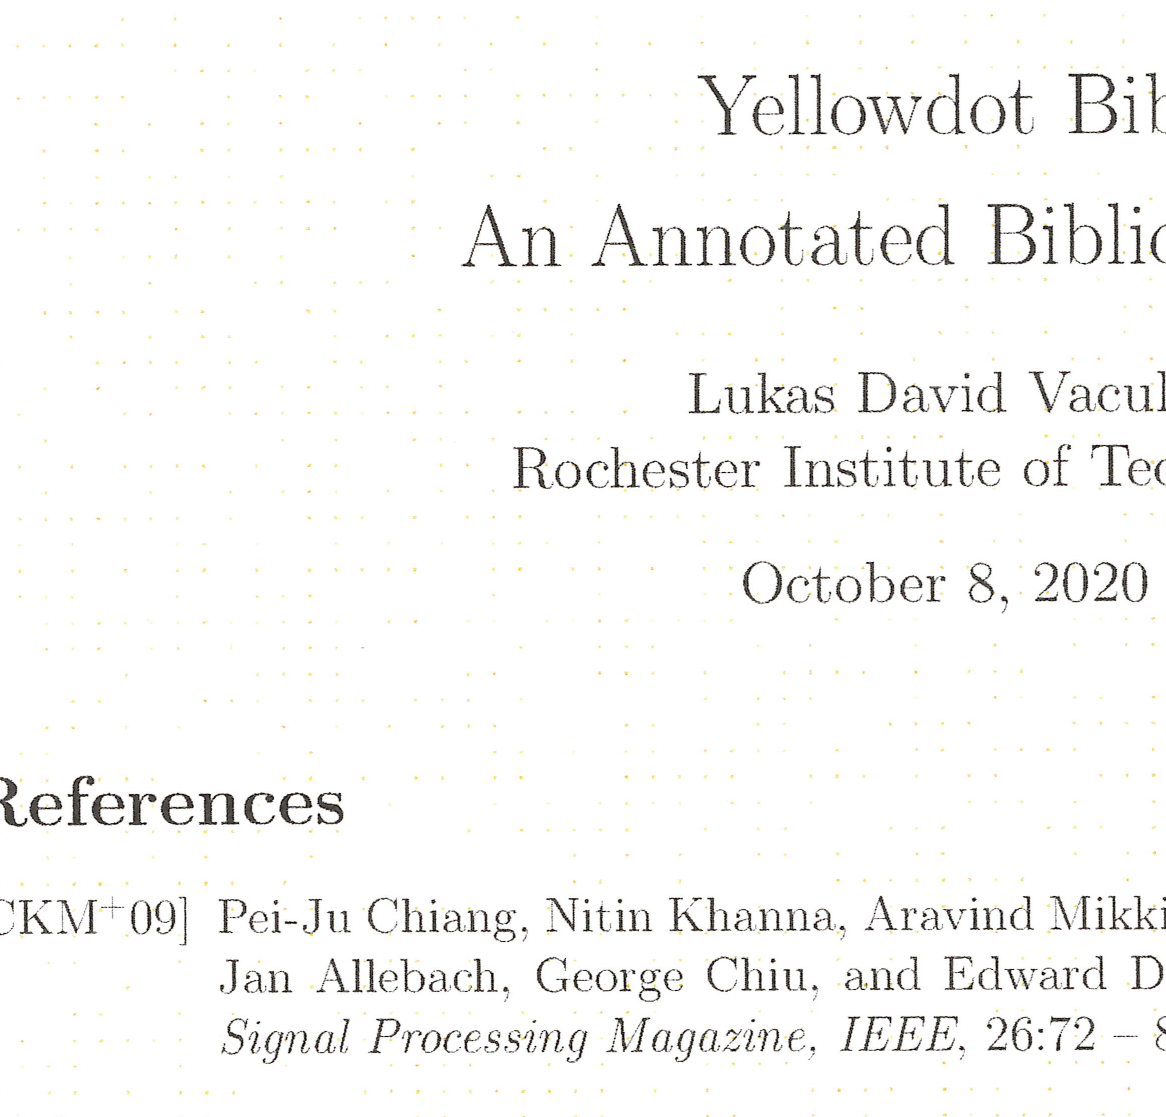 Yellowdot Bib
An Annotated Biblio
Lukas David Vacul
Rochester Institute of Tec
October 8, 2020
References
CKM+09] Pei-Ju Chiang, Nitin Khanna, Aravind Mikki
Jan Allebach, George Chiu, and Edward D
Signal Processing Magazine, IEEE, 26:72 – 8